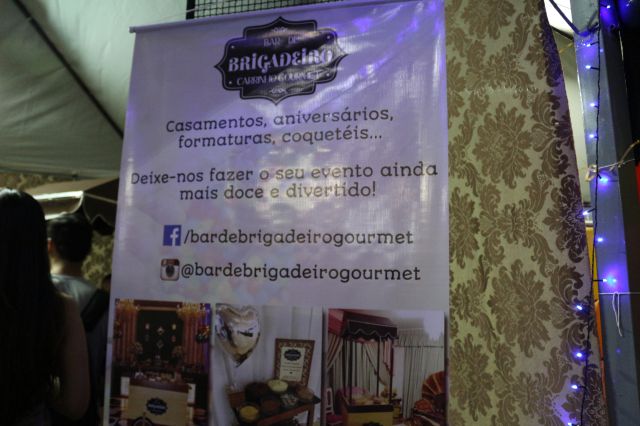 BAR DE
BRIGADEIRO
CARRINHO GOURMET
Casamentos, aniversários,
formaturas, coquetéis...
Deixe-nos fazer o seu evento ainda
mais doce e divertido!
f/bardebrigadeirogourmet
@bardebrigadeirogourmet